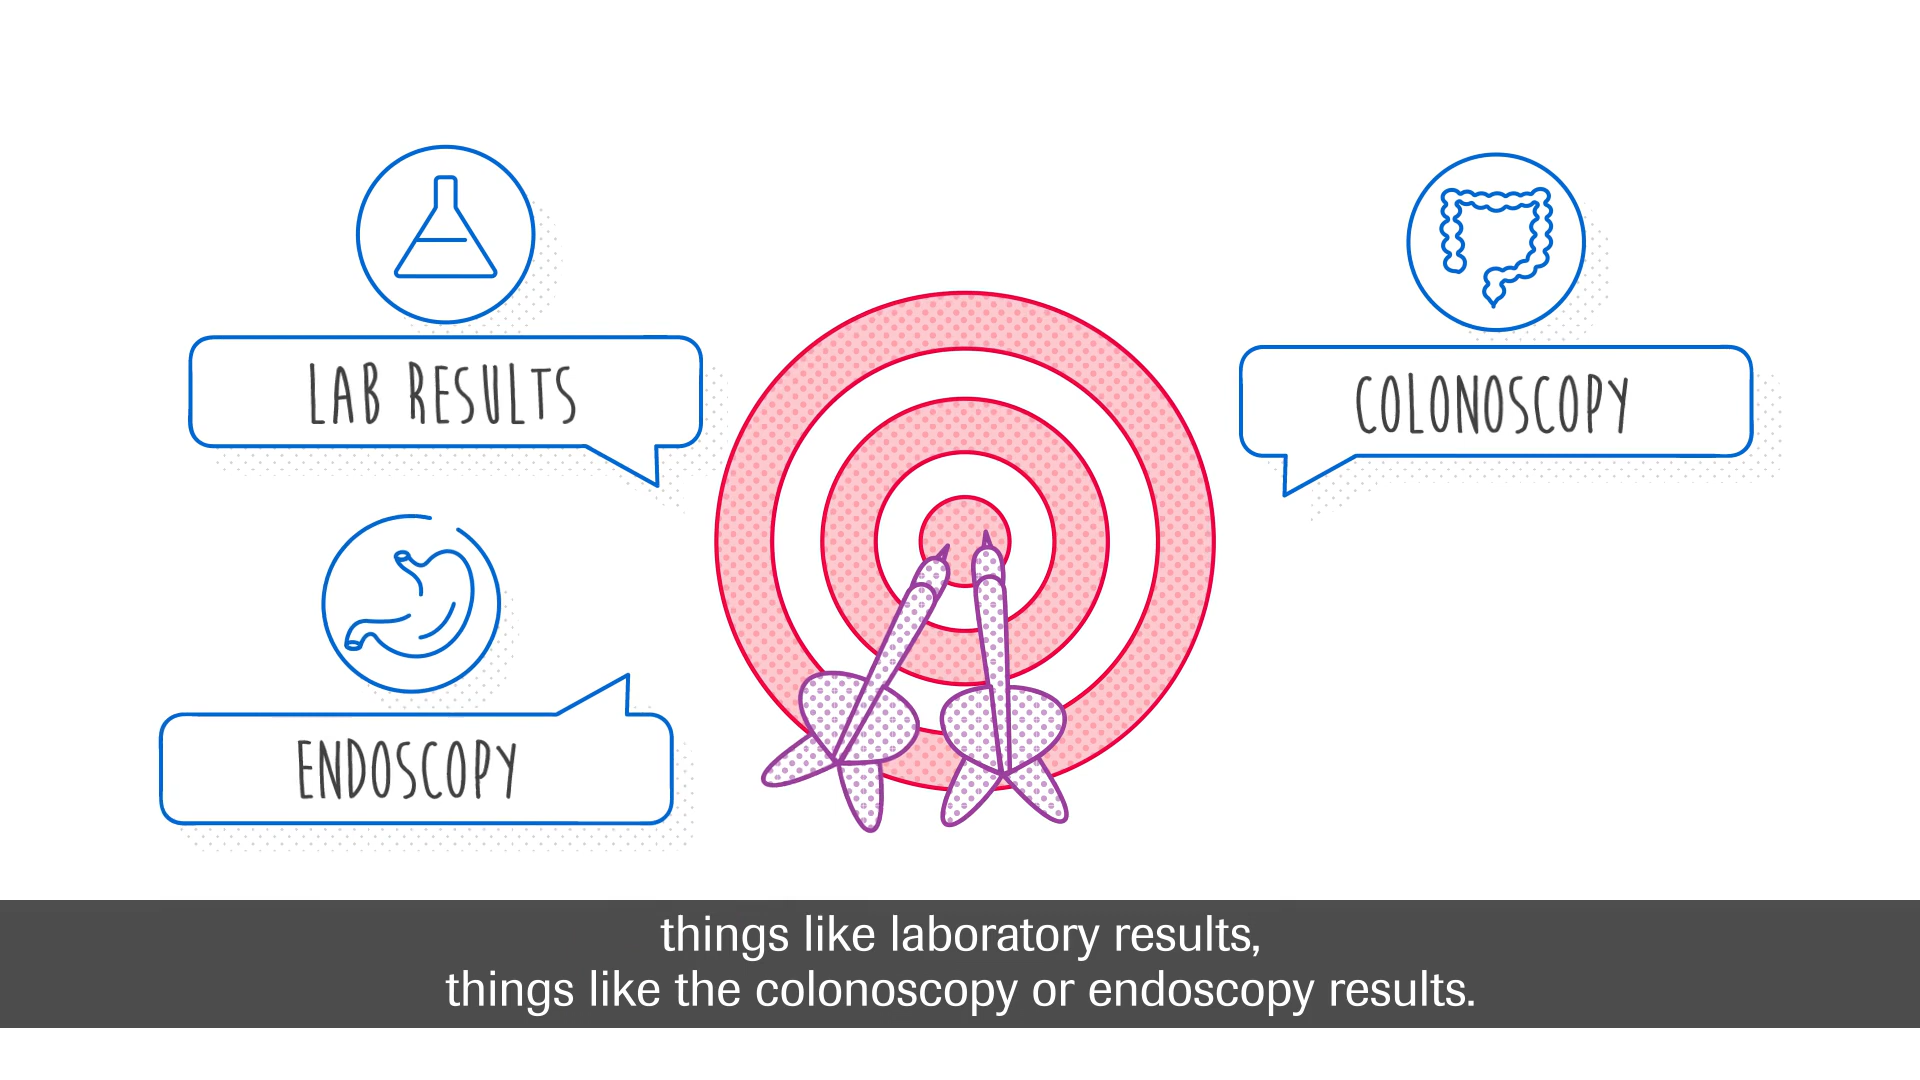 LAB RESULTS
COLONOSCOPY
ENDOSCOPY
things like laboratory results,
things like the colonoscopy or endoscopy results.